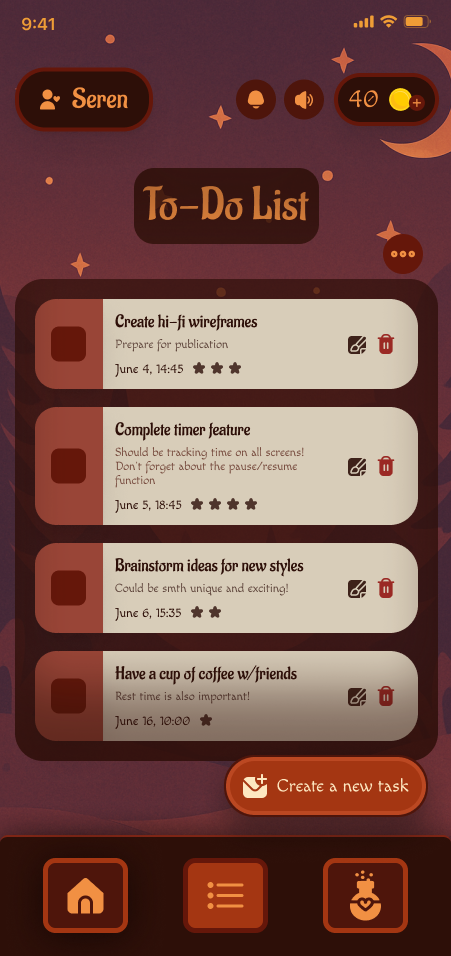 9:41
Seren
40
To-Do List
Create hi-fi wireframes
Prepare for publication
June 4, 14:45
Complete timer feature
Should be tracking time on all screens!
Don't forget about the pause/resume
function
June 5, 18:45
Brainstorm ideas for new styles
Could be smth unique and exciting!
June 6, 15:35
Have a cup of coffee w/friends
Rest time is also important!
June 16, 10:00
Create a new task